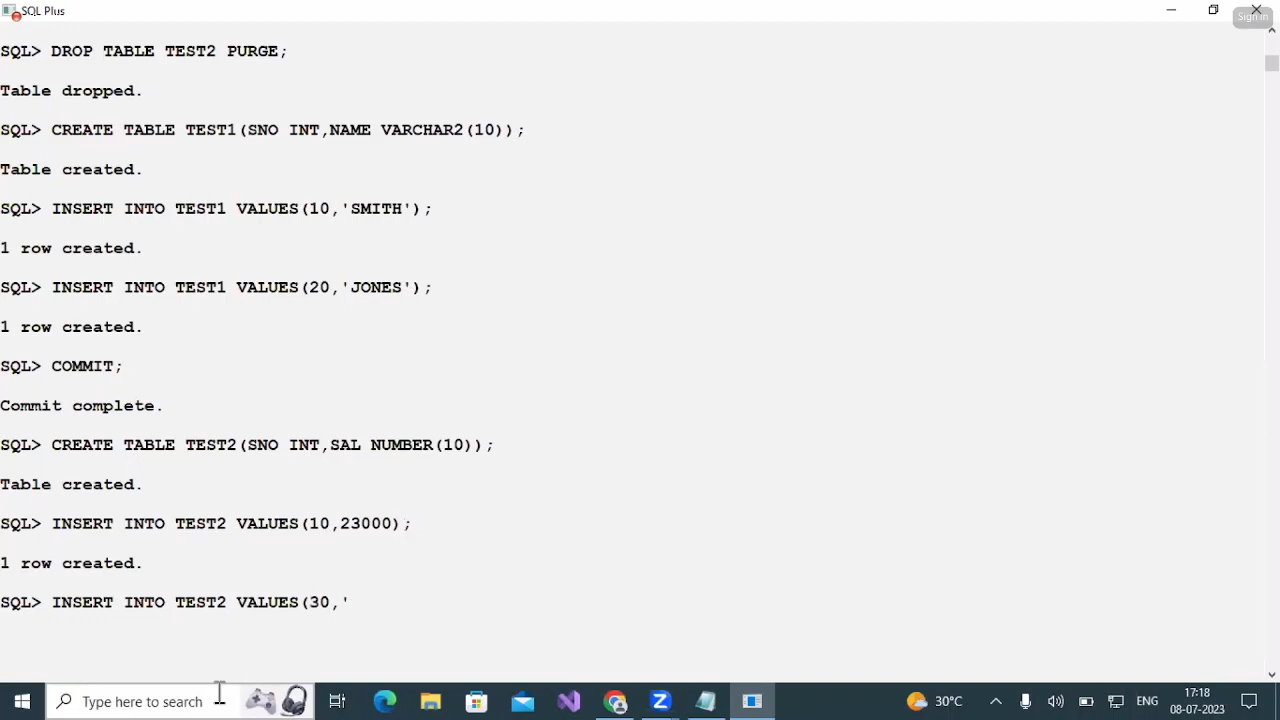 SQL Plus
Sign in
SQL> DROP TABLE TEST2 PURGE;
Table dropped.
SQL> CREATE TABLE TEST1(SNO INT,NAME VARCHAR2(10));
Table created.
SQL> INSERT INTO TEST1 VALUES(10,'SMITH');
1 row created.
SQL> INSERT INTO TEST1 VALUES(20,'JONES');
1 row created.
SQL> COMMIT;
Commit complete.
SQL> CREATE TABLE TEST2(SNO INT,SAL NUMBER(10));
Table created.
SQL> INSERT INTO TEST2 VALUES(10,23000);
1 row created.
SQL> INSERT INTO TEST2 VALUES(30,'
Type here to search
30°C
ENG
17:18
08-07-2023